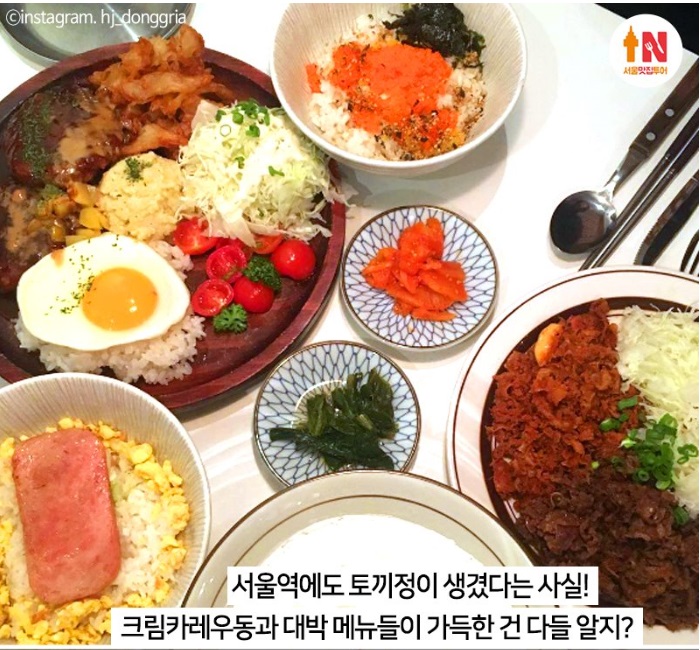 ©instagram. hj_donggria
IN
서울맛집투어
서울역에도 토끼정이 생겼다는 사실!
크림카레우동과 대박 메뉴들이 가득한 건 다들 알지?